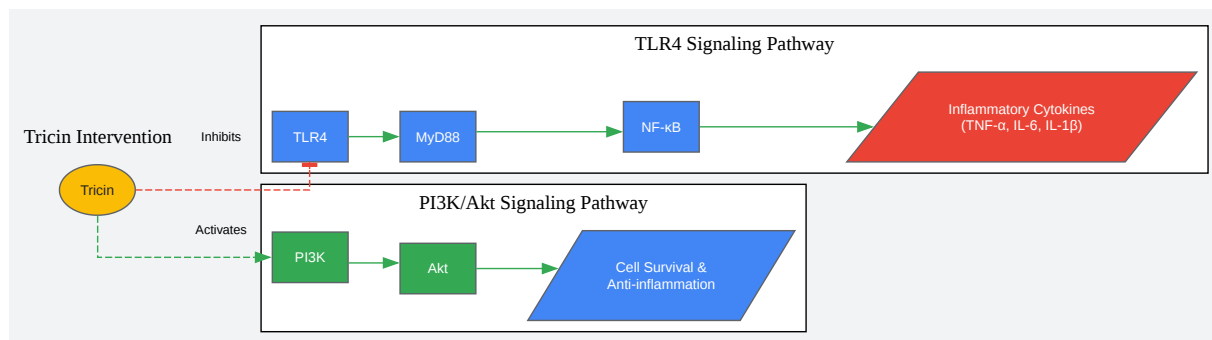 TLR4 Signaling Pathway
Inflammatory Cytokines
(TNF-α, IL-6, IL-1β)
NF-κB
Tricin Intervention
Inhibits
TLR4
MyD88
Tricin
PI3K/Akt Signaling Pathway
Activates
PI3K
Akt
Cell Survival &
Anti-inflammation